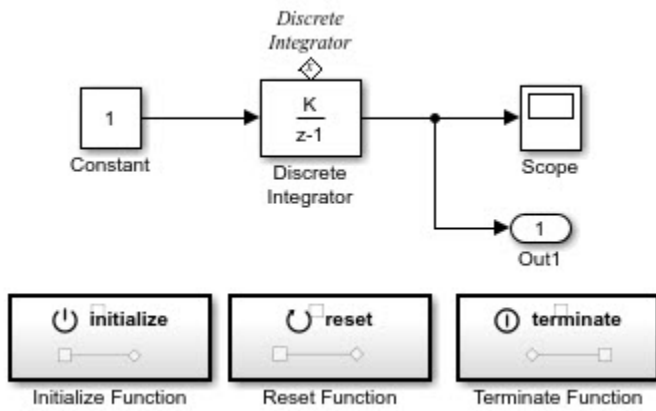 Discrete
Integrator
x
1
K
z-1
Constant
Discrete
Integrator
Scope
1
Out1
initialize
reset
terminate
Initialize Function
Reset Function
Terminate Function